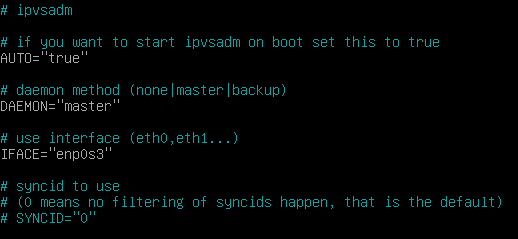 # ipvsadm
# if you want to start ipvsadm on boot set this to true
AUTO="true"
# daemon method (none|master|backup)
DAEMON="master"
# use interface (eth0,eth1...)
IFACE="enp0s3"
# syncid to use
# (0 means no filtering of syncids happen, that is the default)
# SYNCID="0"